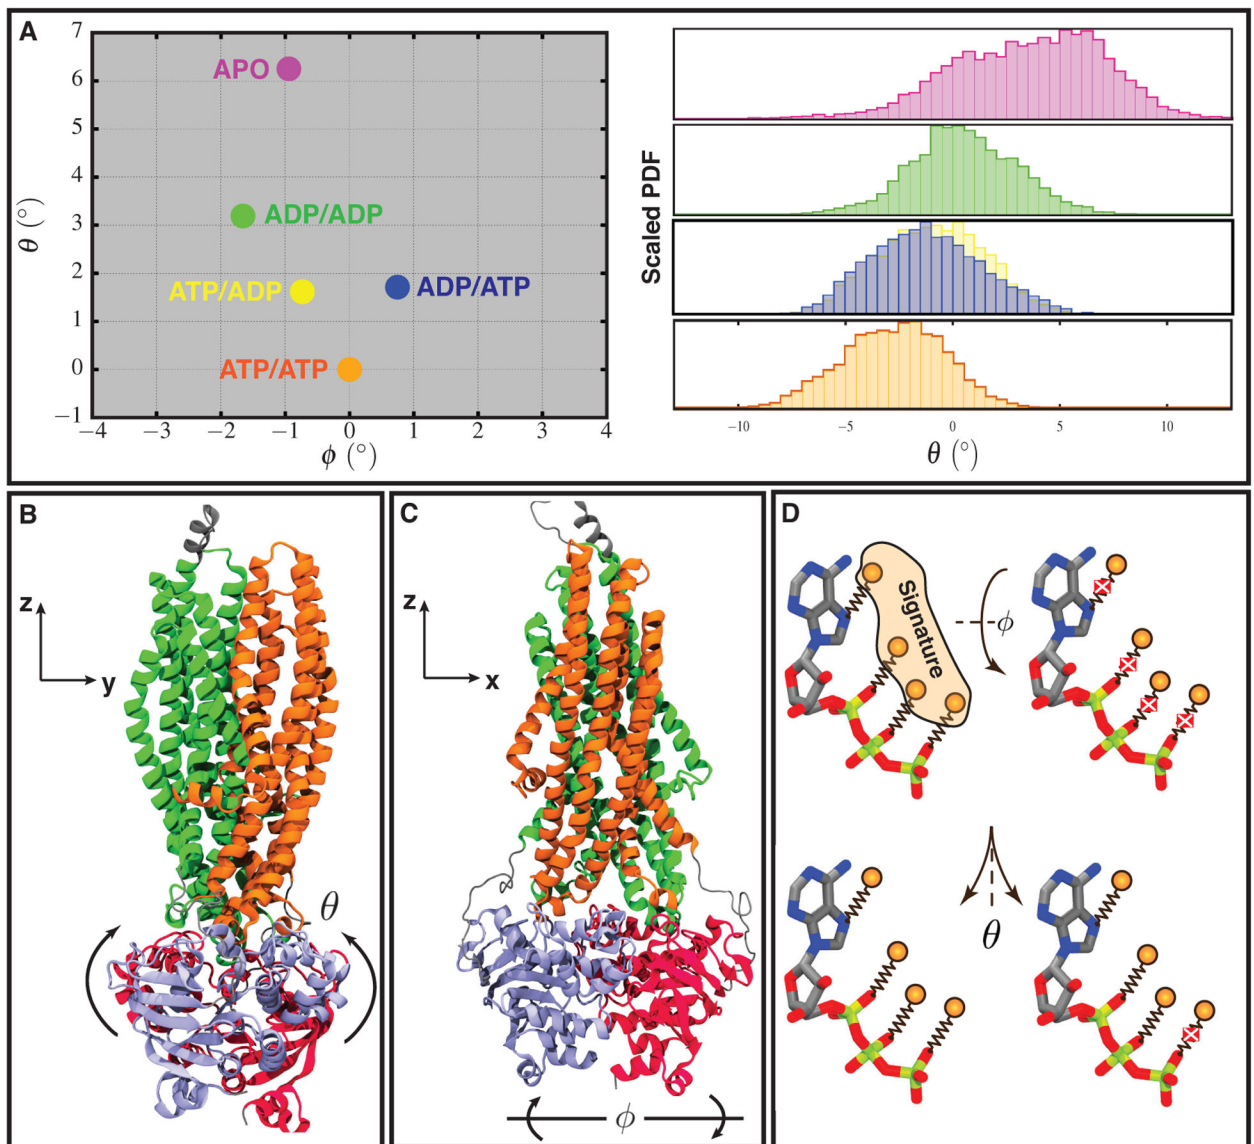 A
7
6
5
4
3
2
1
0
−1
θ (°)
APO
ADP/ADP
ATP/ADP
ADP/ATP
ATP/ATP
−4 −3 −2 −1 0 1 2 3 4
ϕ (°)
Scaled PDF
−10 −5 0 5 10
θ (°)
B
z
y
θ
C
z
x
ϕ
D
Signature
ϕ
θ